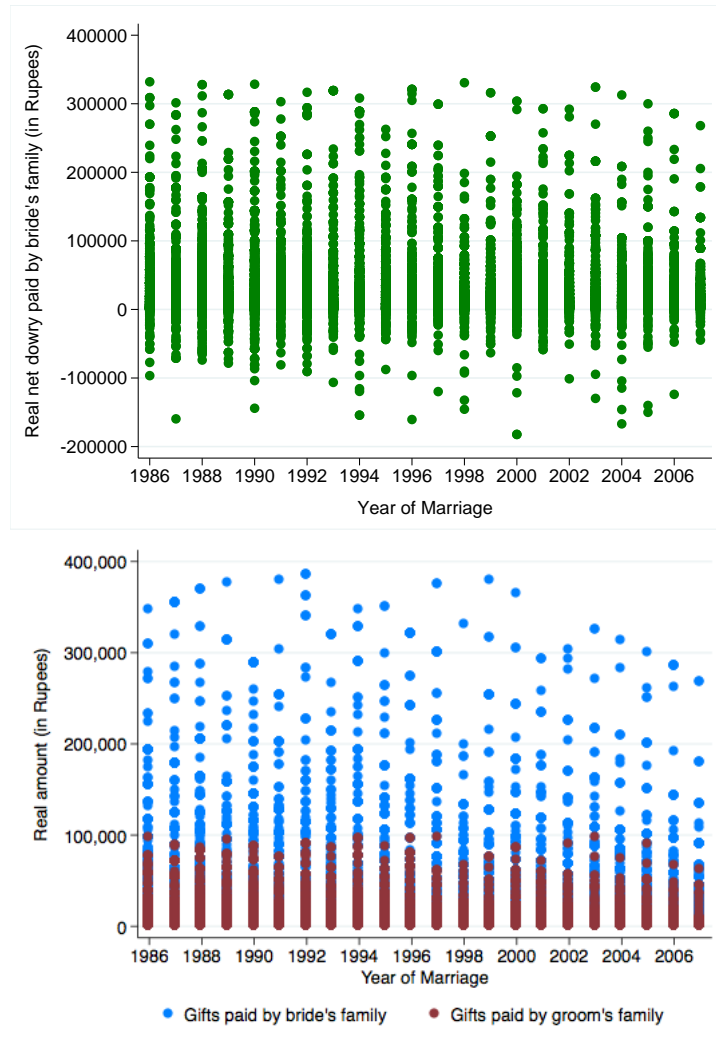 Real net dowry paid by bride's family (in Rupees)
400000
300000
200000
100000
0
-100000
-200000
1986 1988 1990 1992 1994 1996 1998 2000 2002 2004 2006
Year of Marriage
Real amount (in Rupees)
400,000
300,000
200,000
100,000
0
1986 1988 1990 1992 1994 1996 1998 2000 2002 2004 2006
Year of Marriage
Gifts paid by bride's family Gifts paid by groom's family